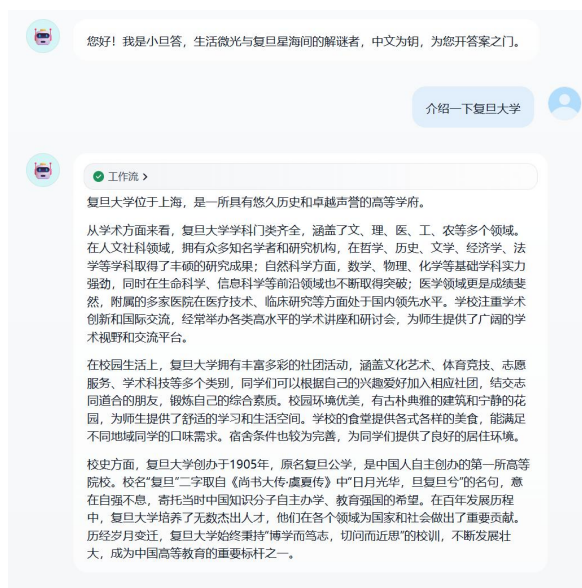 您好！我是小旦答，生活微光与复旦星海间的解谜者，中文为钥，为您开答案之门。
介绍一下复旦大学
工作流 >
复旦大学位于上海，是一所具有悠久历史和卓越声誉的高等学府。
从学术方面来看，复旦大学学科门类齐全，涵盖了文、理、医、工、农等多个领域。
在人文社科领域，拥有众多知名学者和研究机构，在哲学、历史、文学、经济学、法
学等学科取得了丰硕的研究成果；自然科学方面，数学、物理、化学等基础学科实力
强劲，同时在生命科学、信息科学等前沿领域也不断取得突破；医学领域更是成绩斐
然，附属的多家医院在医疗技术、临床研究等方面处于国内领先水平。学校注重学术
创新和国际交流，经常举办各类高水平的学术讲座和研讨会，为师生提供了广阔的学
术视野和交流平台。
在校园生活上，复旦大学拥有丰富多彩的社团活动，涵盖文化艺术、体育竞技、志愿
服务、学术科技等多个类别，同学们可以根据自己的兴趣爱好加入相应社团，结交志
同道合的朋友，锻炼自己的综合素质。校园环境优美，有古朴典雅的建筑和宁静的花
园，为师生提供了舒适的学习和生活空间。学校的食堂提供各式各样的美食，能满足
不同地域同学的口味需求。宿舍条件也较为完善，为同学们提供了良好的居住环境。
校史方面，复旦大学创办于1905年，原名复旦公学，是中国人自主创办的第一所高等
院校。校名“复旦”二字取自《尚书大传·虞夏传》中“日月光华，旦复旦兮”的名句，意
在自强不息，寄托当时中国知识分子自主办学、教育强国的希望。在百年发展历程
中，复旦大学培养了无数杰出人才，他们在各个领域为国家和社会做出了重要贡献。
历经岁月变迁，复旦大学始终秉持“博学而笃志，切问而近思”的校训，不断发展壮
大，成为中国高等教育的重要标杆之一。